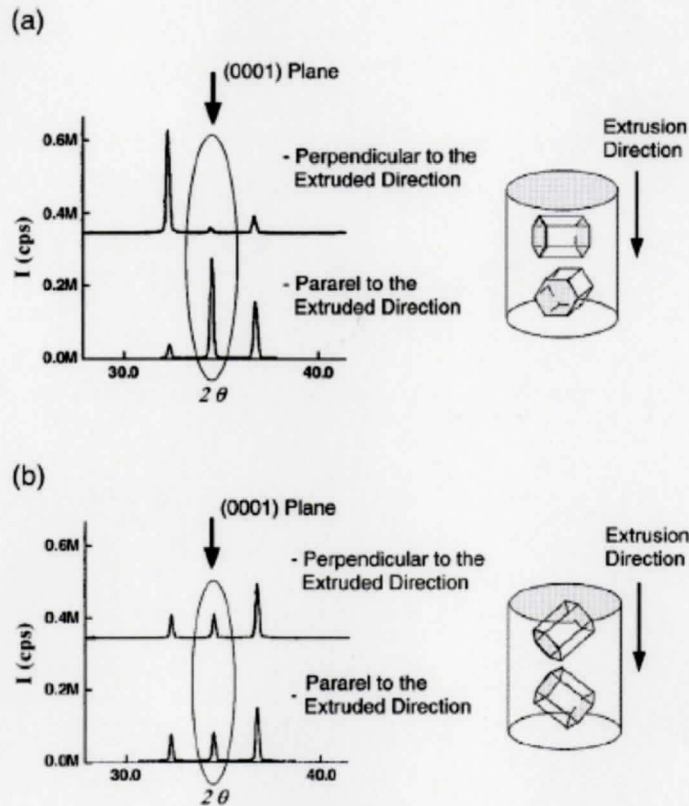 (a)
(0001) Plane
0.6M
0.4M
0.2M
0.0M
I (cps)
30.0
40.0
2 θ
- Perpendicular to the
Extruded Direction
- Pararel to the
Extruded Direction
Extrusion
Direction
(b)
(0001) Plane
0.6M
0.4M
0.2M
0.0M
I (cps)
30.0
40.0
2 θ
- Perpendicular to the
Extruded Direction
- Pararel to the
Extruded Direction
Extrusion
Direction